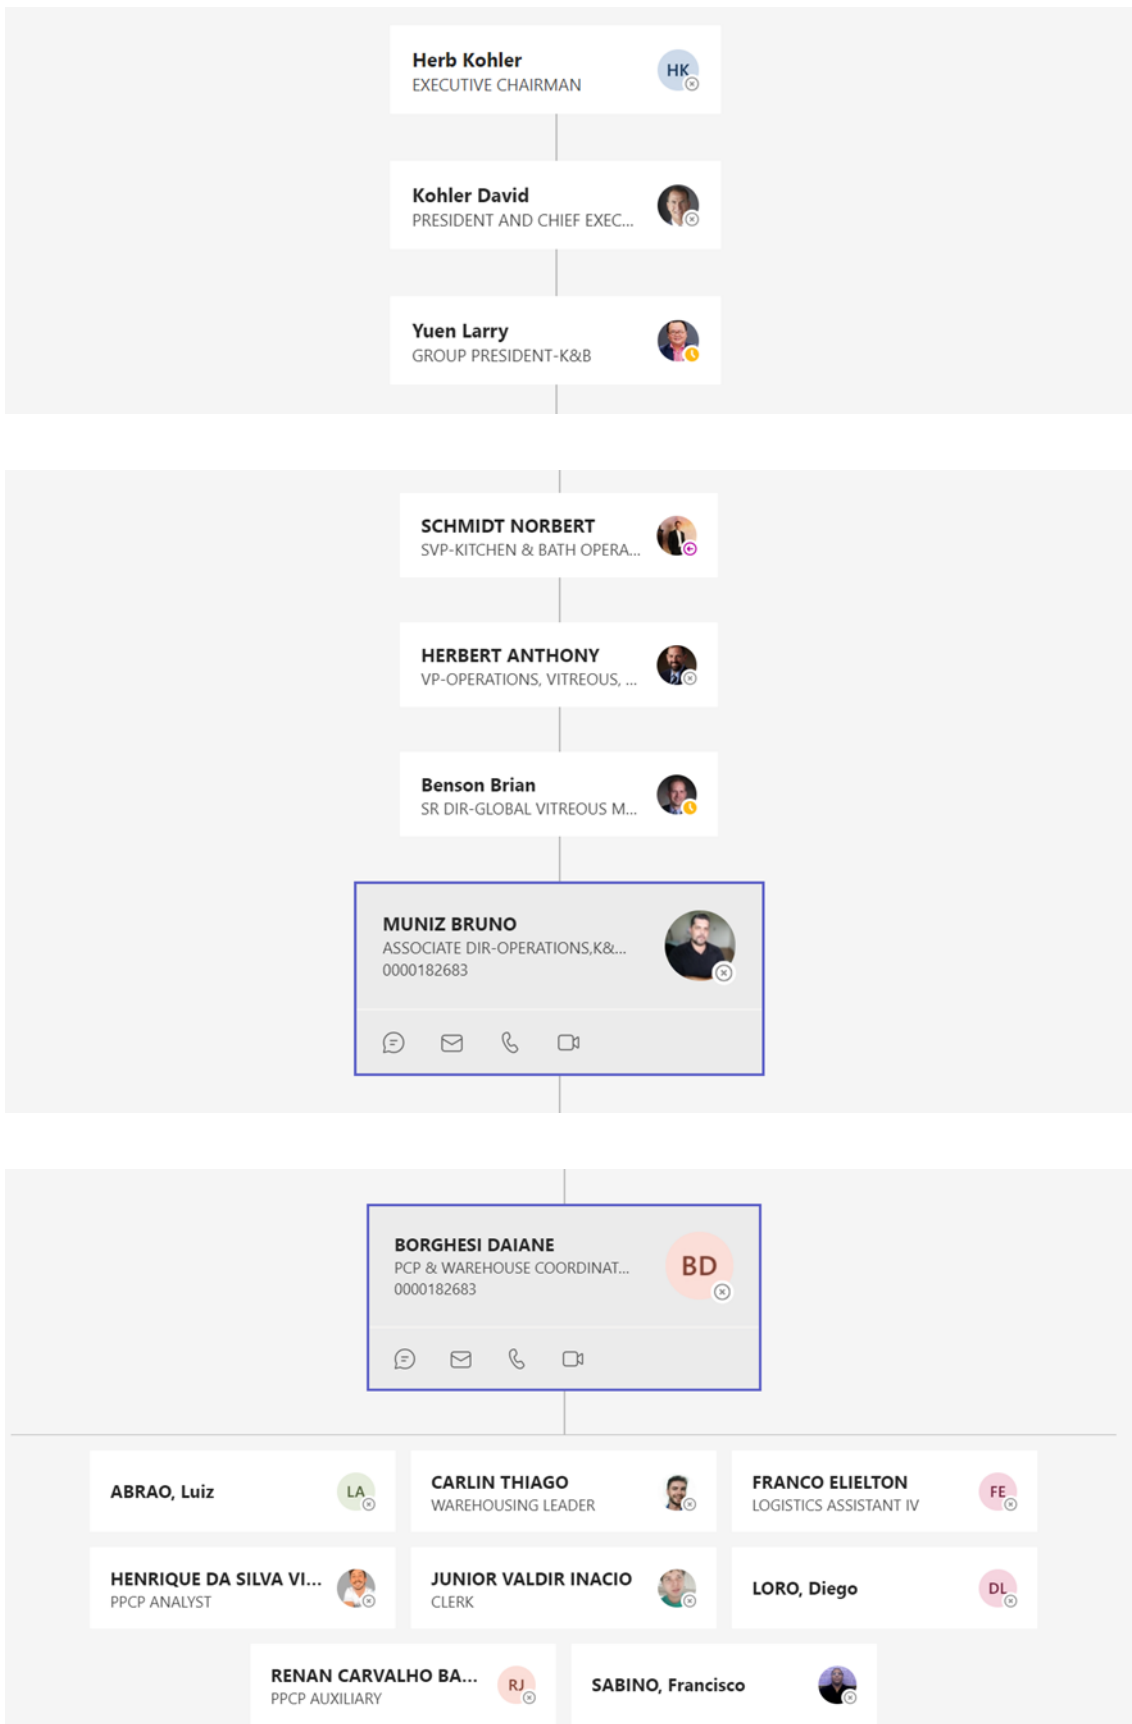 Herb Kohler
HK
EXECUTIVE CHAIRMAN
Kohler David
PRESIDENT AND CHIEF EXEC...
Yuen Larry
GROUP PRESIDENT-K&B
SCHMIDT NORBERT
SVP-KITCHEN & BATH OPERA...
HERBERT ANTHONY
VP-OPERATIONS, VITREOUS, ...
Benson Brian
SR DIR-GLOBAL VITREOUS M...
MUNIZ BRUNO
ASSOCIATE DIR-OPERATIONS,K&...
0000182683
BORGHESI DAIANE
PCP & WAREHOUSE COORDINAT...
0000182683
BD
ABRAO, Luiz
LA
CARLIN THIAGO
WAREHOUSING LEADER
FRANCO ELIELTON
LOGISTICS ASSISTANT IV
FE
HENRIQUE DA SILVA VI...
PPCP ANALYST
JUNIOR VALDIR INACIO
CLERK
LORO, Diego
DL
RENAN CARVALHO BA...
PPCP AUXILIARY
RJ
SABINO, Francisco